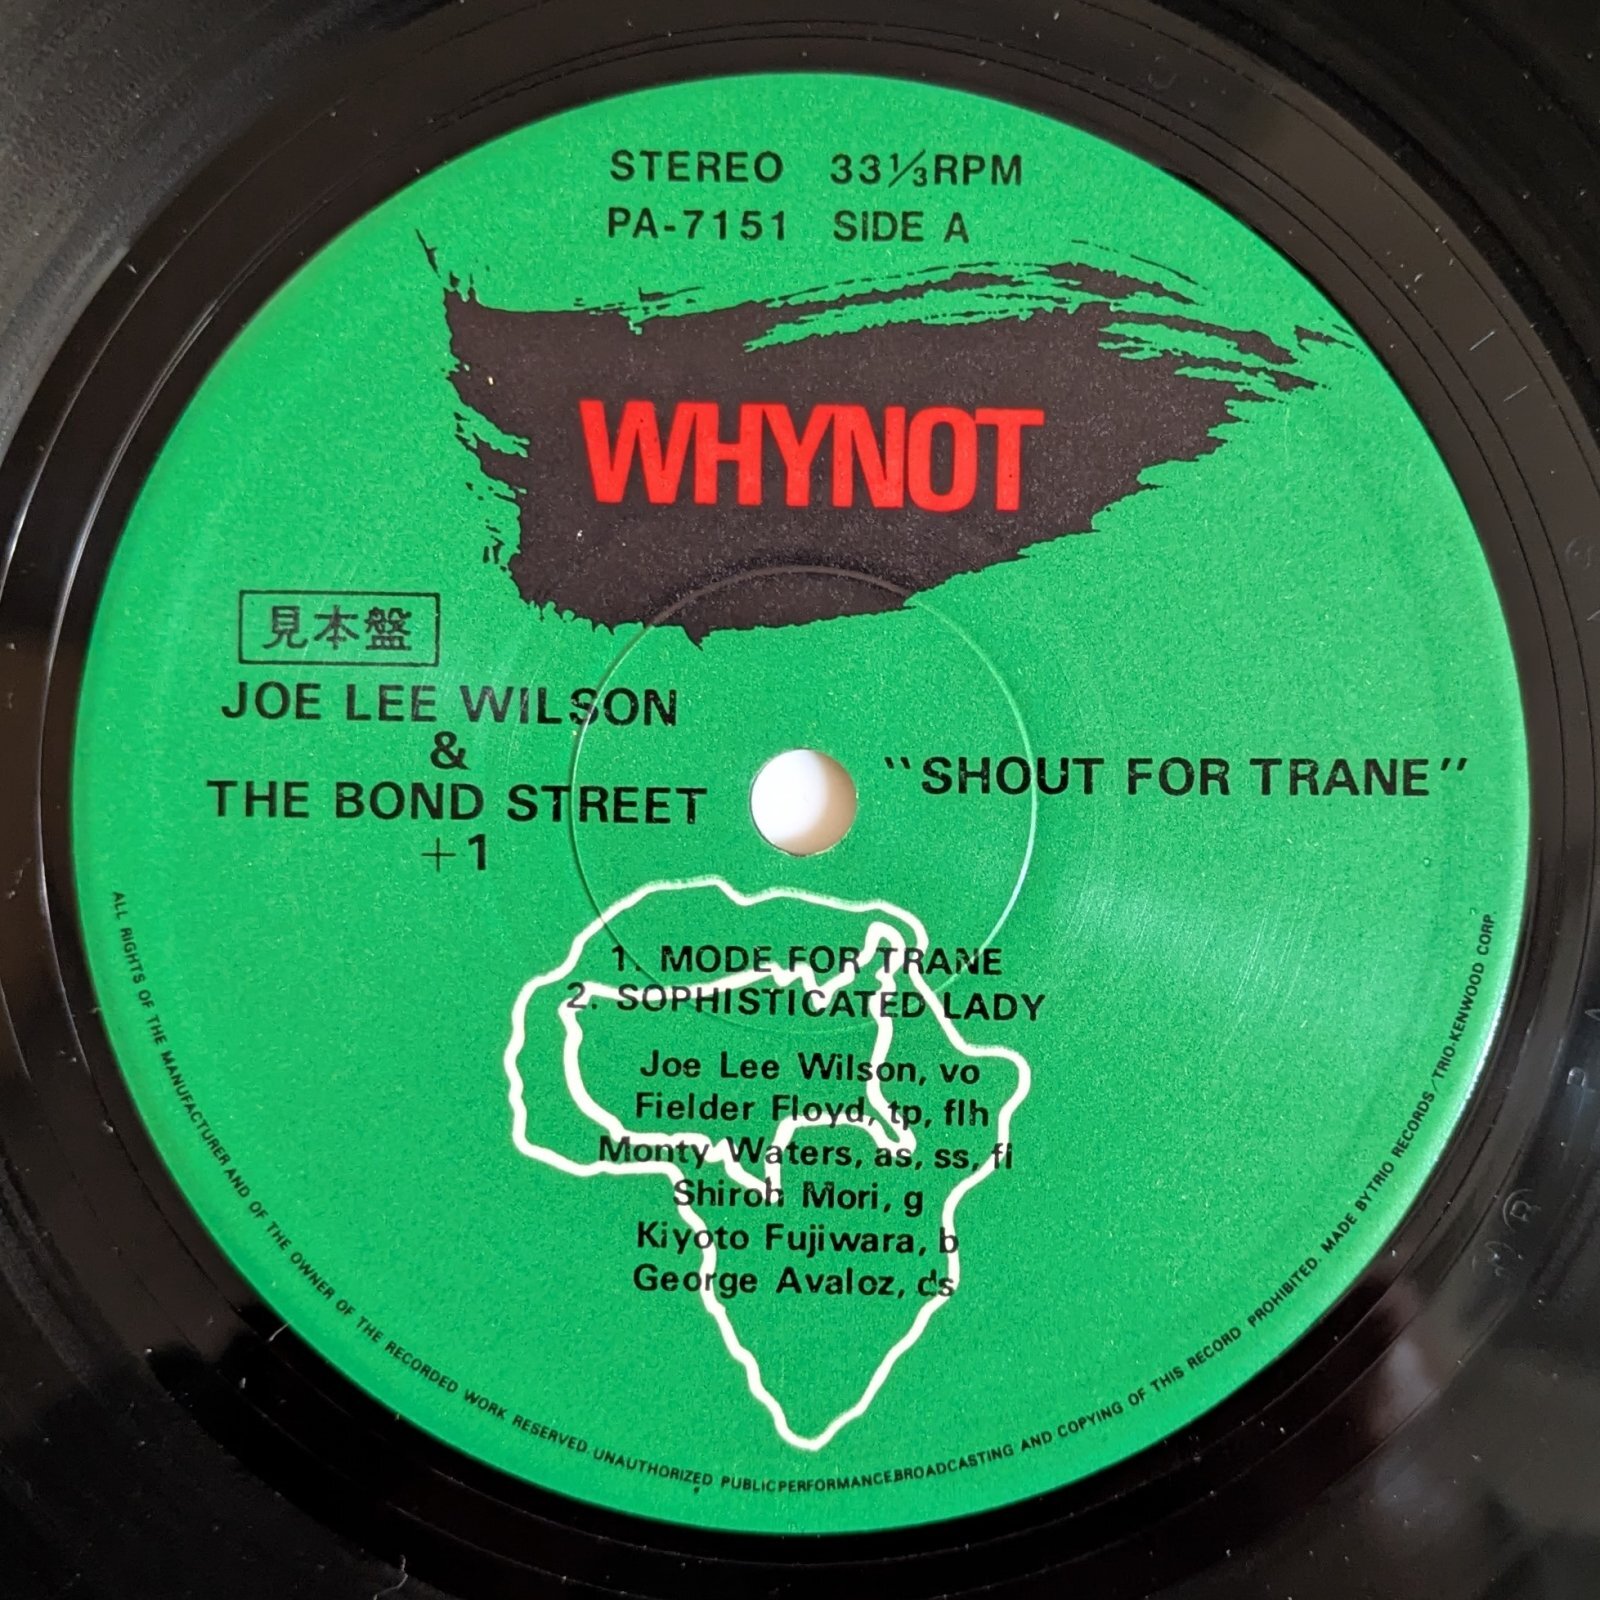 STEREO 33⅓RPM
PA-7151 SIDE A
WHYNOT
見本盤
JOE LEE WILSON
&
THE BOND STREET
+1
"SHOUT FOR TRANE"
1. MODE FOR TRANE
2. SOPHISTICATED LADY
Joe Lee Wilson, vo
Fielder Floyd, tp, flh
Monty Waters, as, ss, fl
Shiroh Mori, g
Kiyoto Fujiwara, b
George Avaloz, ds
ALL RIGHTS OF THE MANUFACTURER AND OF THE OWNER OF THE RECORDED WORK RESERVED. UNAUTHORIZED PUBLIC PERFORMANCE, BROADCASTING AND COPYING OF THIS RECORD PROHIBITED. MADE BY TRIO RECORDS/TRIO-KENWOOD CORP.